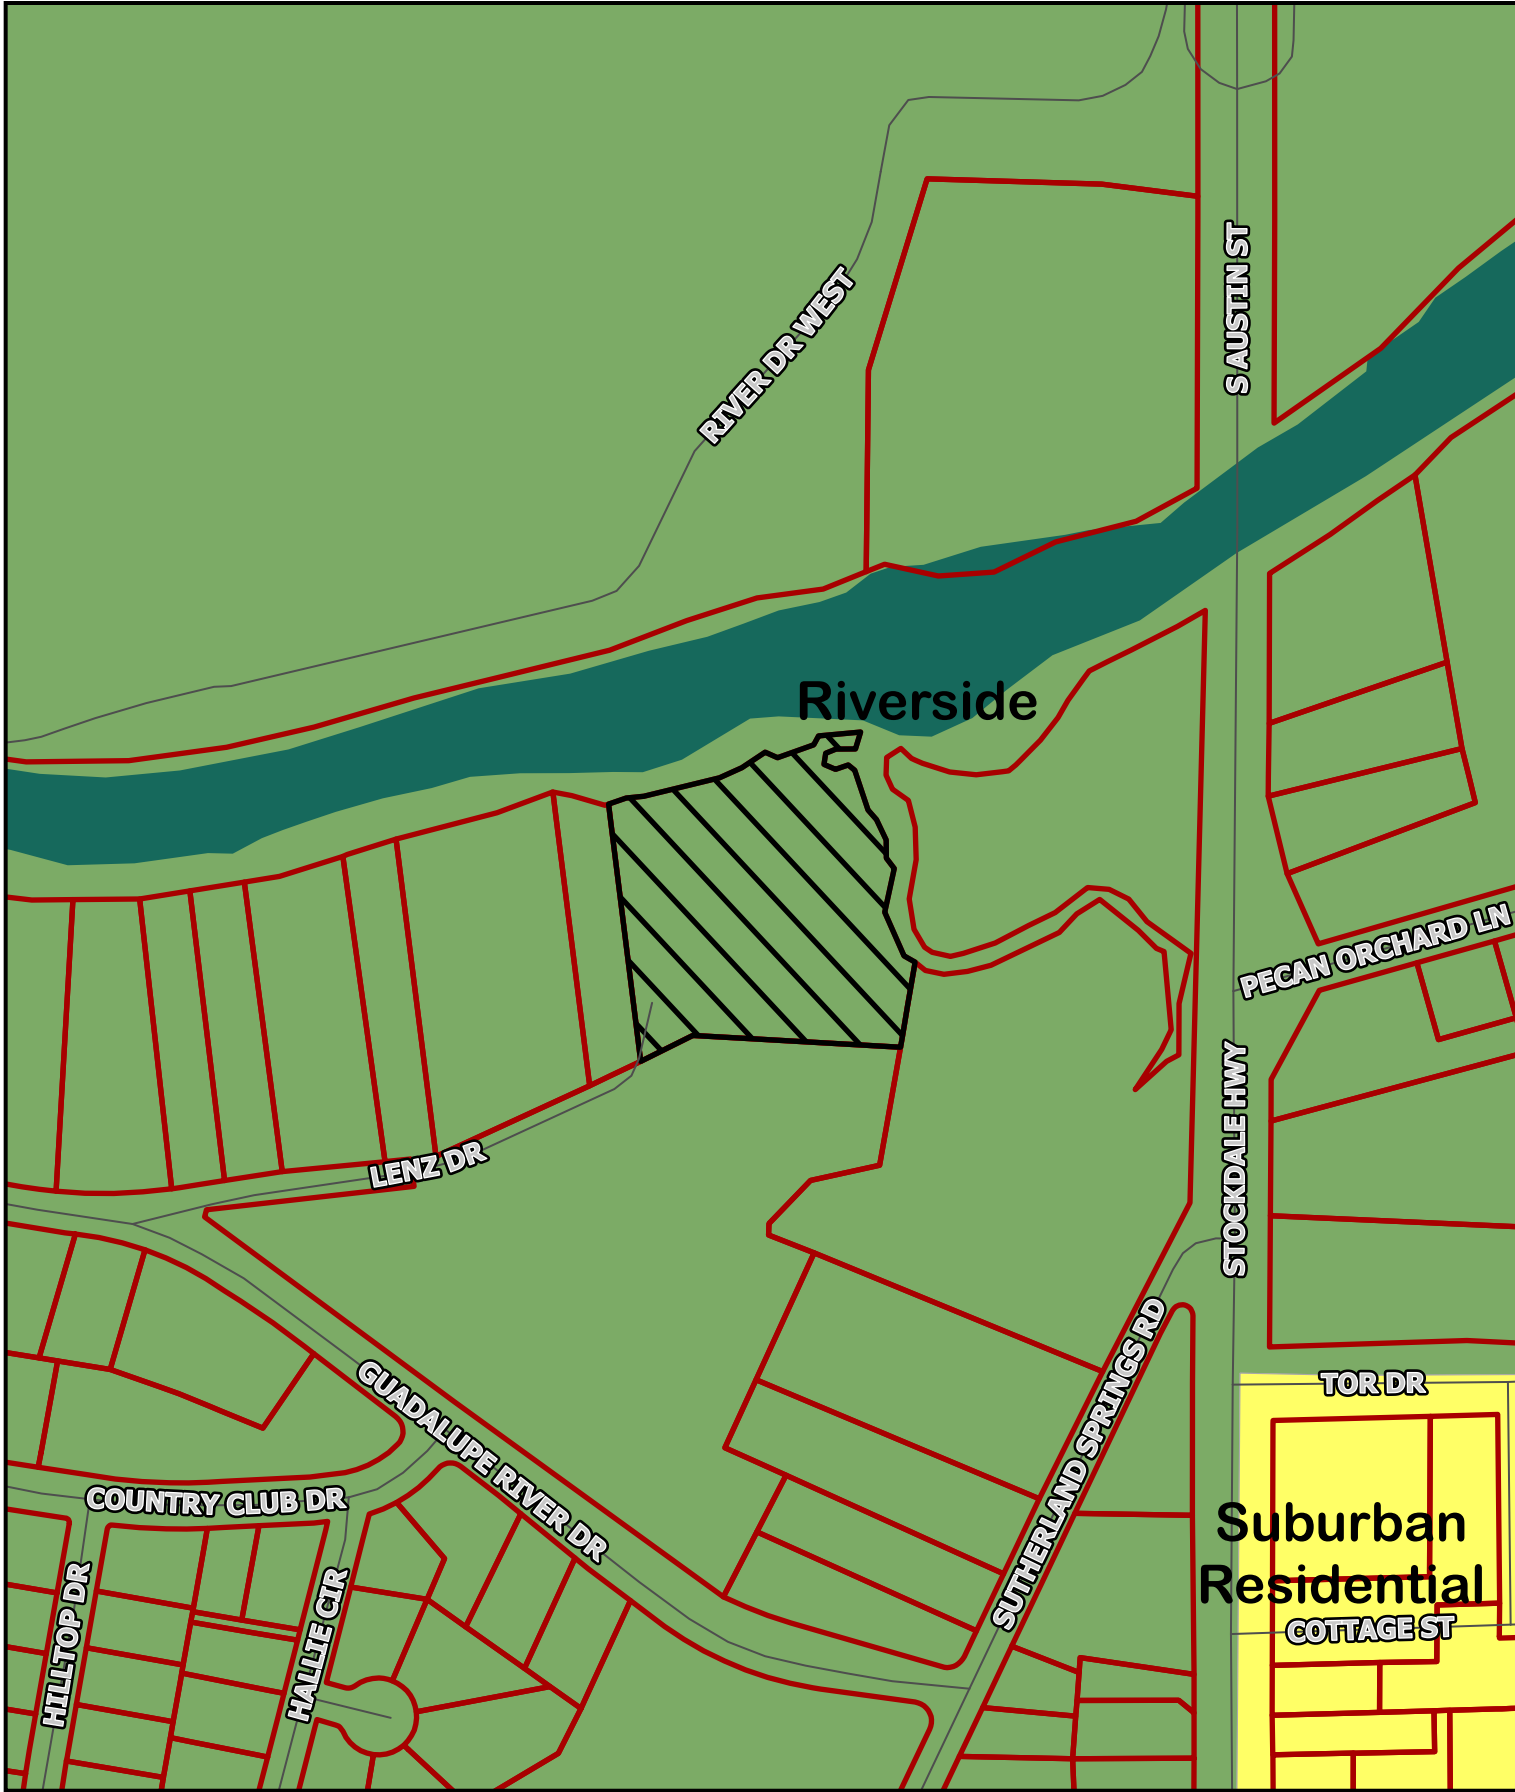 S AUSTIN ST
RIVER DR WEST
Riverside
PECAN ORCHARD LN
STOCKDALE HWY
LENZ DR
SUTHERLAND SPRINGS RD
GUADALUPE RIVER DR
TOR DR
COUNTRY CLUB DR
Suburban
Residential
COTTAGE ST
HILLTOP DR
HALLIE CIR